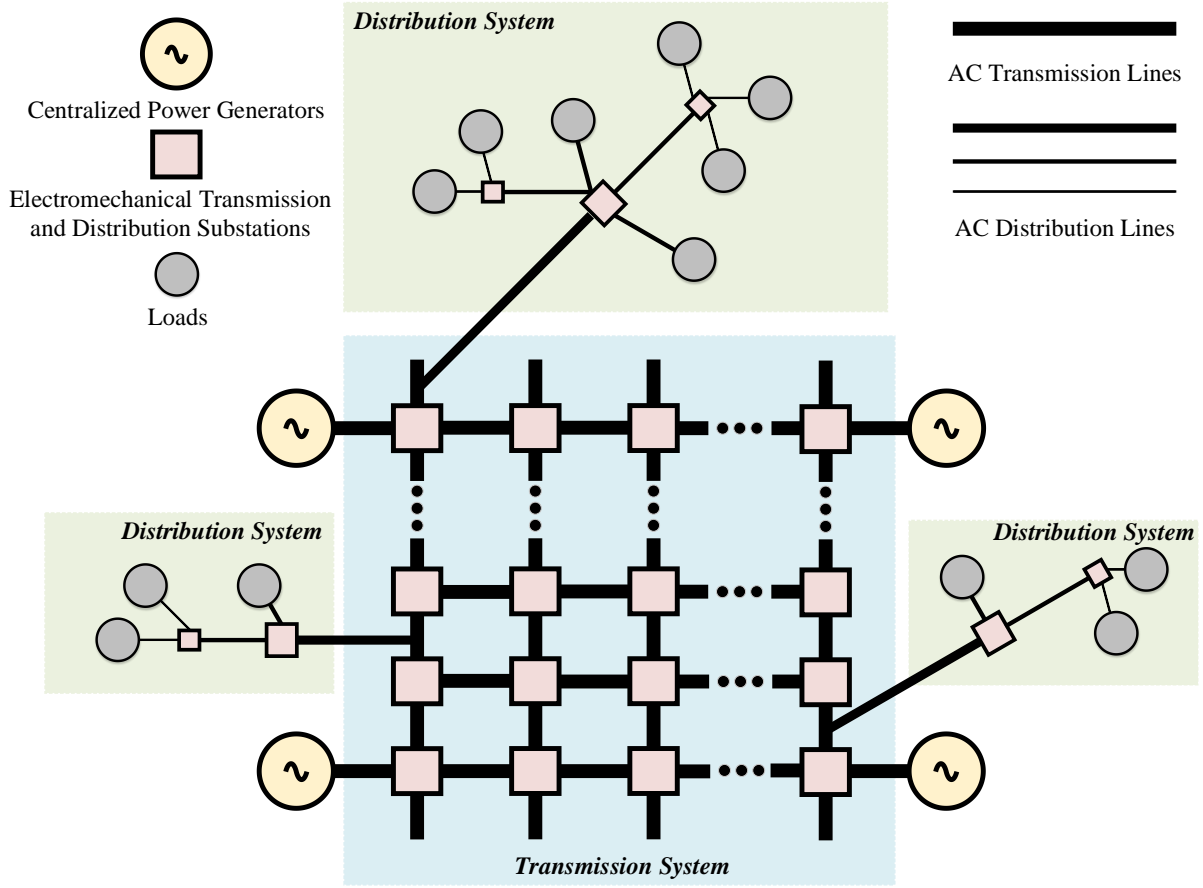 Distribution System
Centralized Power Generators
Electromechanical Transmission
and Distribution Substations
Loads
AC Transmission Lines
AC Distribution Lines
Distribution System
Distribution System
Transmission System